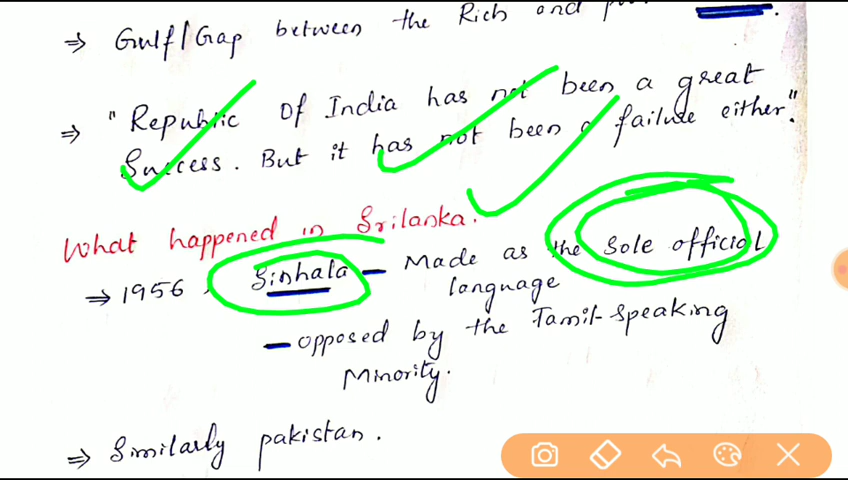 ⇒ Gulf/Gap between the Rich and
⇒ "Republic Of India has not been a great
Success. But it has not been a failure either."
What happened in Srilanka.
⇒ 1956 . Sinhala - Made as the Sole official
language
- opposed by the Tamil-speaking
Minority.
⇒ Similarly pakistan.